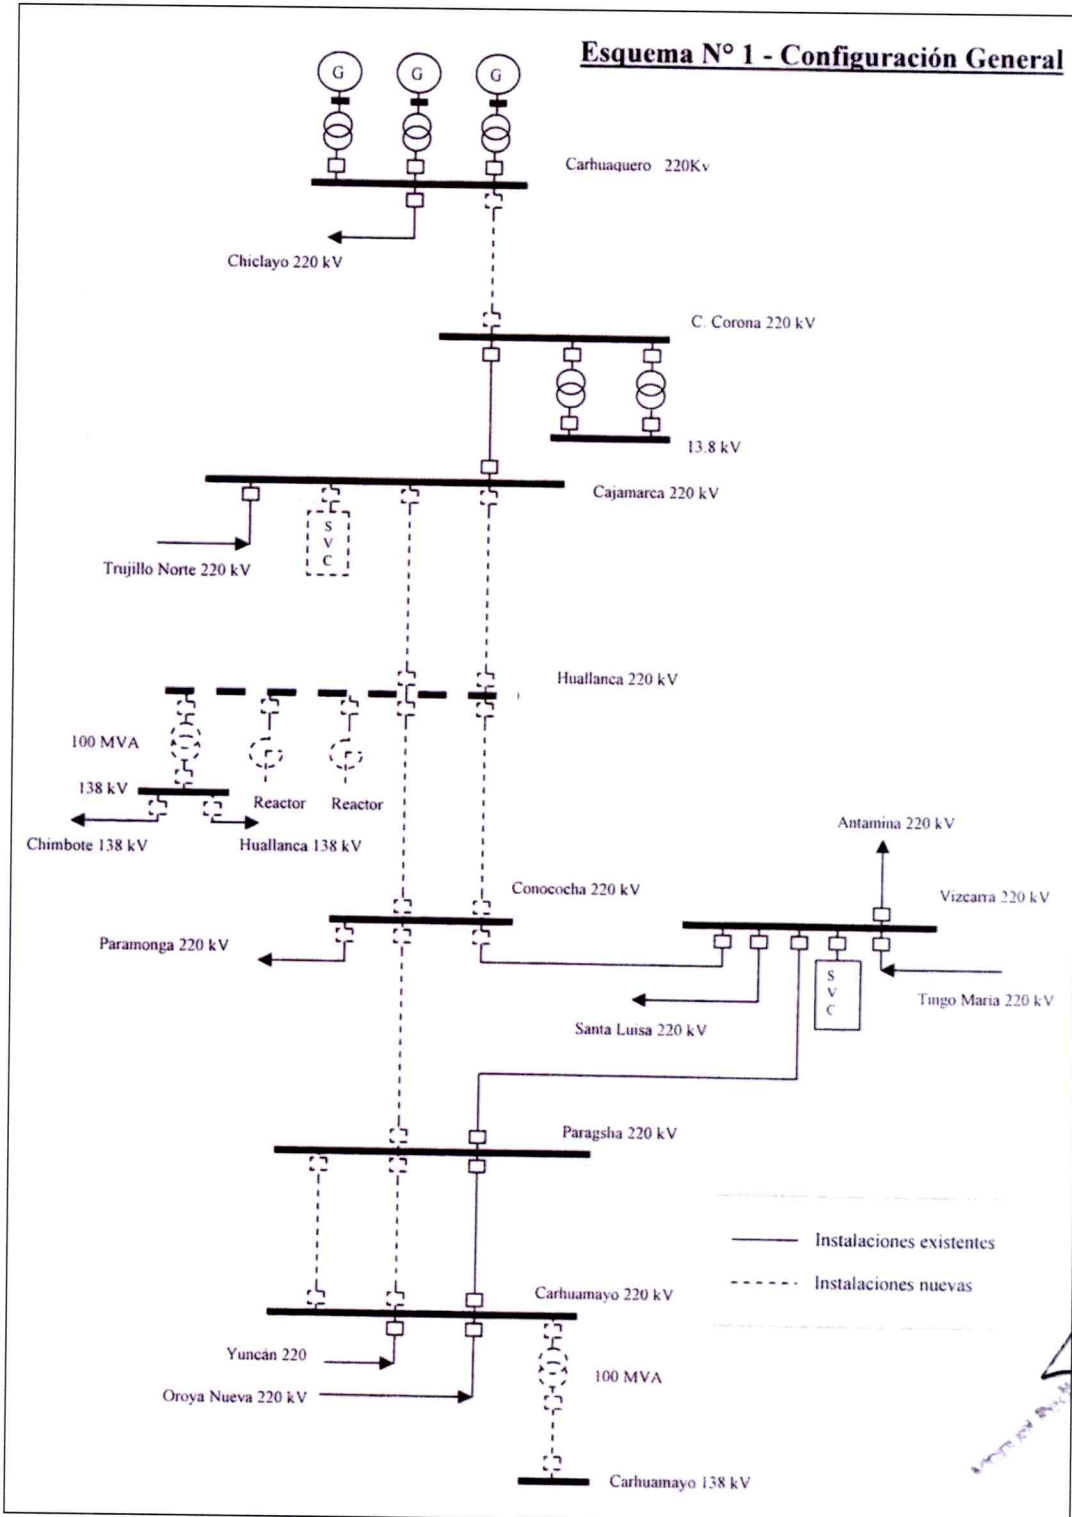 Esquema N° 1 - Configuración General
G
G
G
Carhuaquero 220Kv
Chiclayo 220 kV
C. Corona 220 kV
13.8 kV
Cajamarca 220 kV
S
V
C
Trujillo Norte 220 kV
Huallanca 220 kV
100 MVA
138 kV
Reactor
Reactor
Chimbote 138 kV
Huallanca 138 kV
Antamina 220 kV
Conococha 220 kV
Vizcarra 220 kV
Paramonga 220 kV
S
V
C
Tingo Maria 220 kV
Santa Luisa 220 kV
Paragsha 220 kV
Instalaciones existentes
Instalaciones nuevas
Carhuamayo 220 kV
Yuncán 220
100 MVA
Oroya Nueva 220 kV
Carhuamayo 138 kV